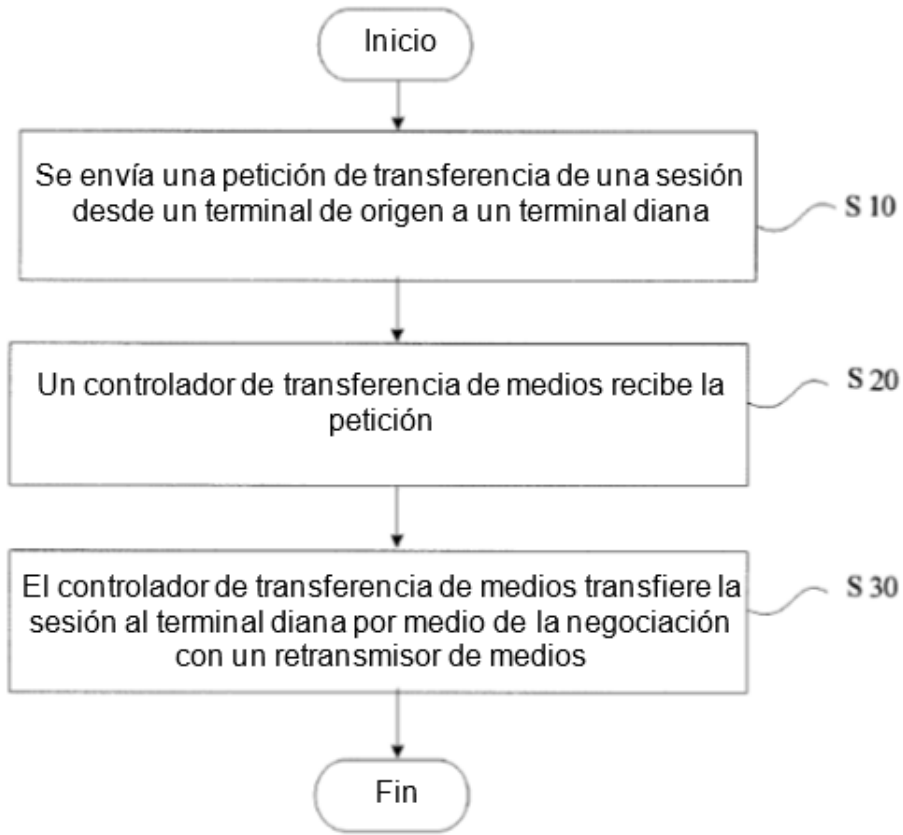 Inicio
Se envía una petición de transferencia de una sesión
desde un terminal de origen a un terminal diana
S 10
Un controlador de transferencia de medios recibe la
petición
S 20
El controlador de transferencia de medios transfiere la
sesión al terminal diana por medio de la negociación
con un retransmisor de medios
S 30
Fin